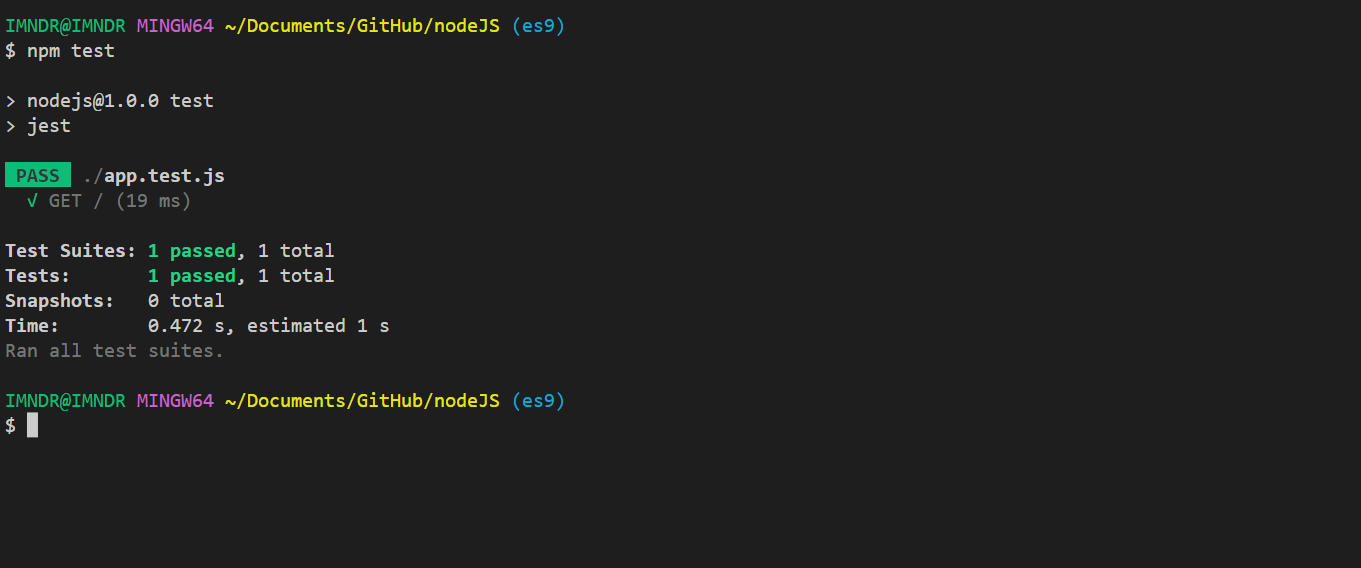 IMNDR@IMNDR MINGW64 ~/Documents/GitHub/nodeJS (es9)
$ npm test
> nodejs@1.0.0 test
> jest
PASS ./app.test.js
√ GET / (19 ms)
Test Suites: 1 passed, 1 total
Tests:       1 passed, 1 total
Snapshots:   0 total
Time:        0.472 s, estimated 1 s
Ran all test suites.
IMNDR@IMNDR MINGW64 ~/Documents/GitHub/nodeJS (es9)
$